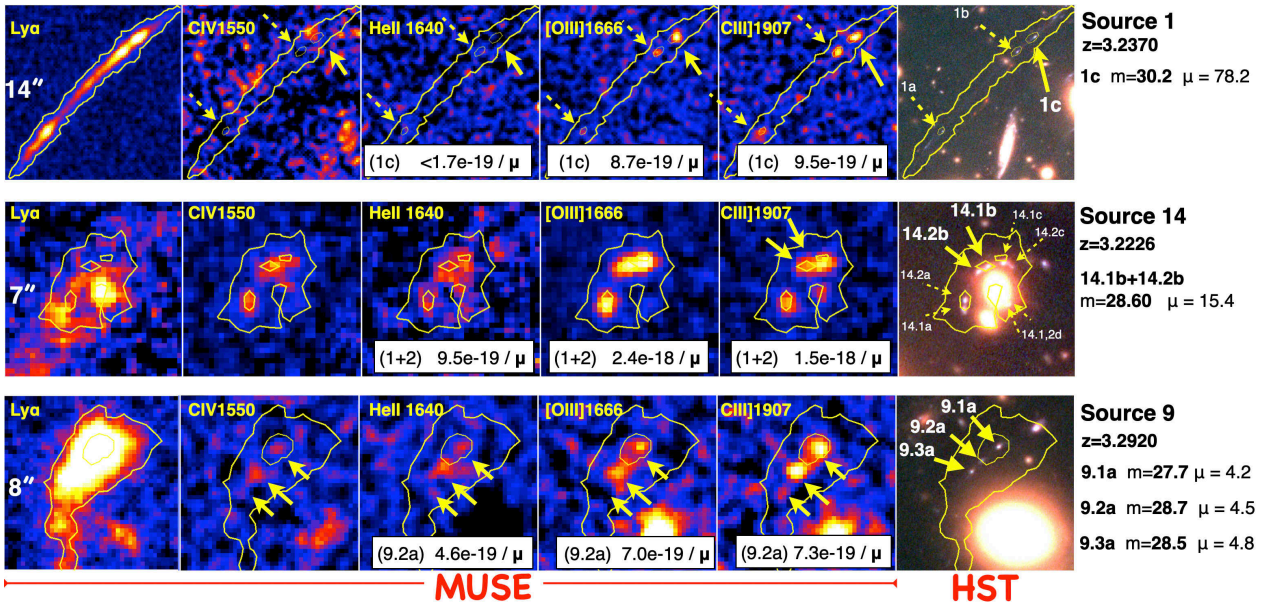 Lyα
CIV1550
HeII 1640
[OIII]1666
CIII]1907
1b
1a
1c
14″
(1c) <1.7e-19 / μ
(1c) 8.7e-19 / μ
(1c) 9.5e-19 / μ
Source 1
z=3.2370
1c m=30.2 μ = 78.2
Lyα
CIV1550
HeII 1640
[OIII]1666
CIII]1907
14.1b
14.2b
14.1c
14.2c
14.2a
14.1a
14.1,2d
7″
(1+2) 9.5e-19 / μ
(1+2) 2.4e-18 / μ
(1+2) 1.5e-18 / μ
Source 14
z=3.2226
14.1b+14.2b
m=28.60 μ = 15.4
Lyα
CIV1550
HeII 1640
[OIII]1666
CIII]1907
9.1a
9.2a
9.3a
8″
(9.2a) 4.6e-19 / μ
(9.2a) 7.0e-19 / μ
(9.2a) 7.3e-19 / μ
Source 9
z=3.2920
9.1a m=27.7 μ = 4.2
9.2a m=28.7 μ = 4.5
9.3a m=28.5 μ = 4.8
MUSE
HST